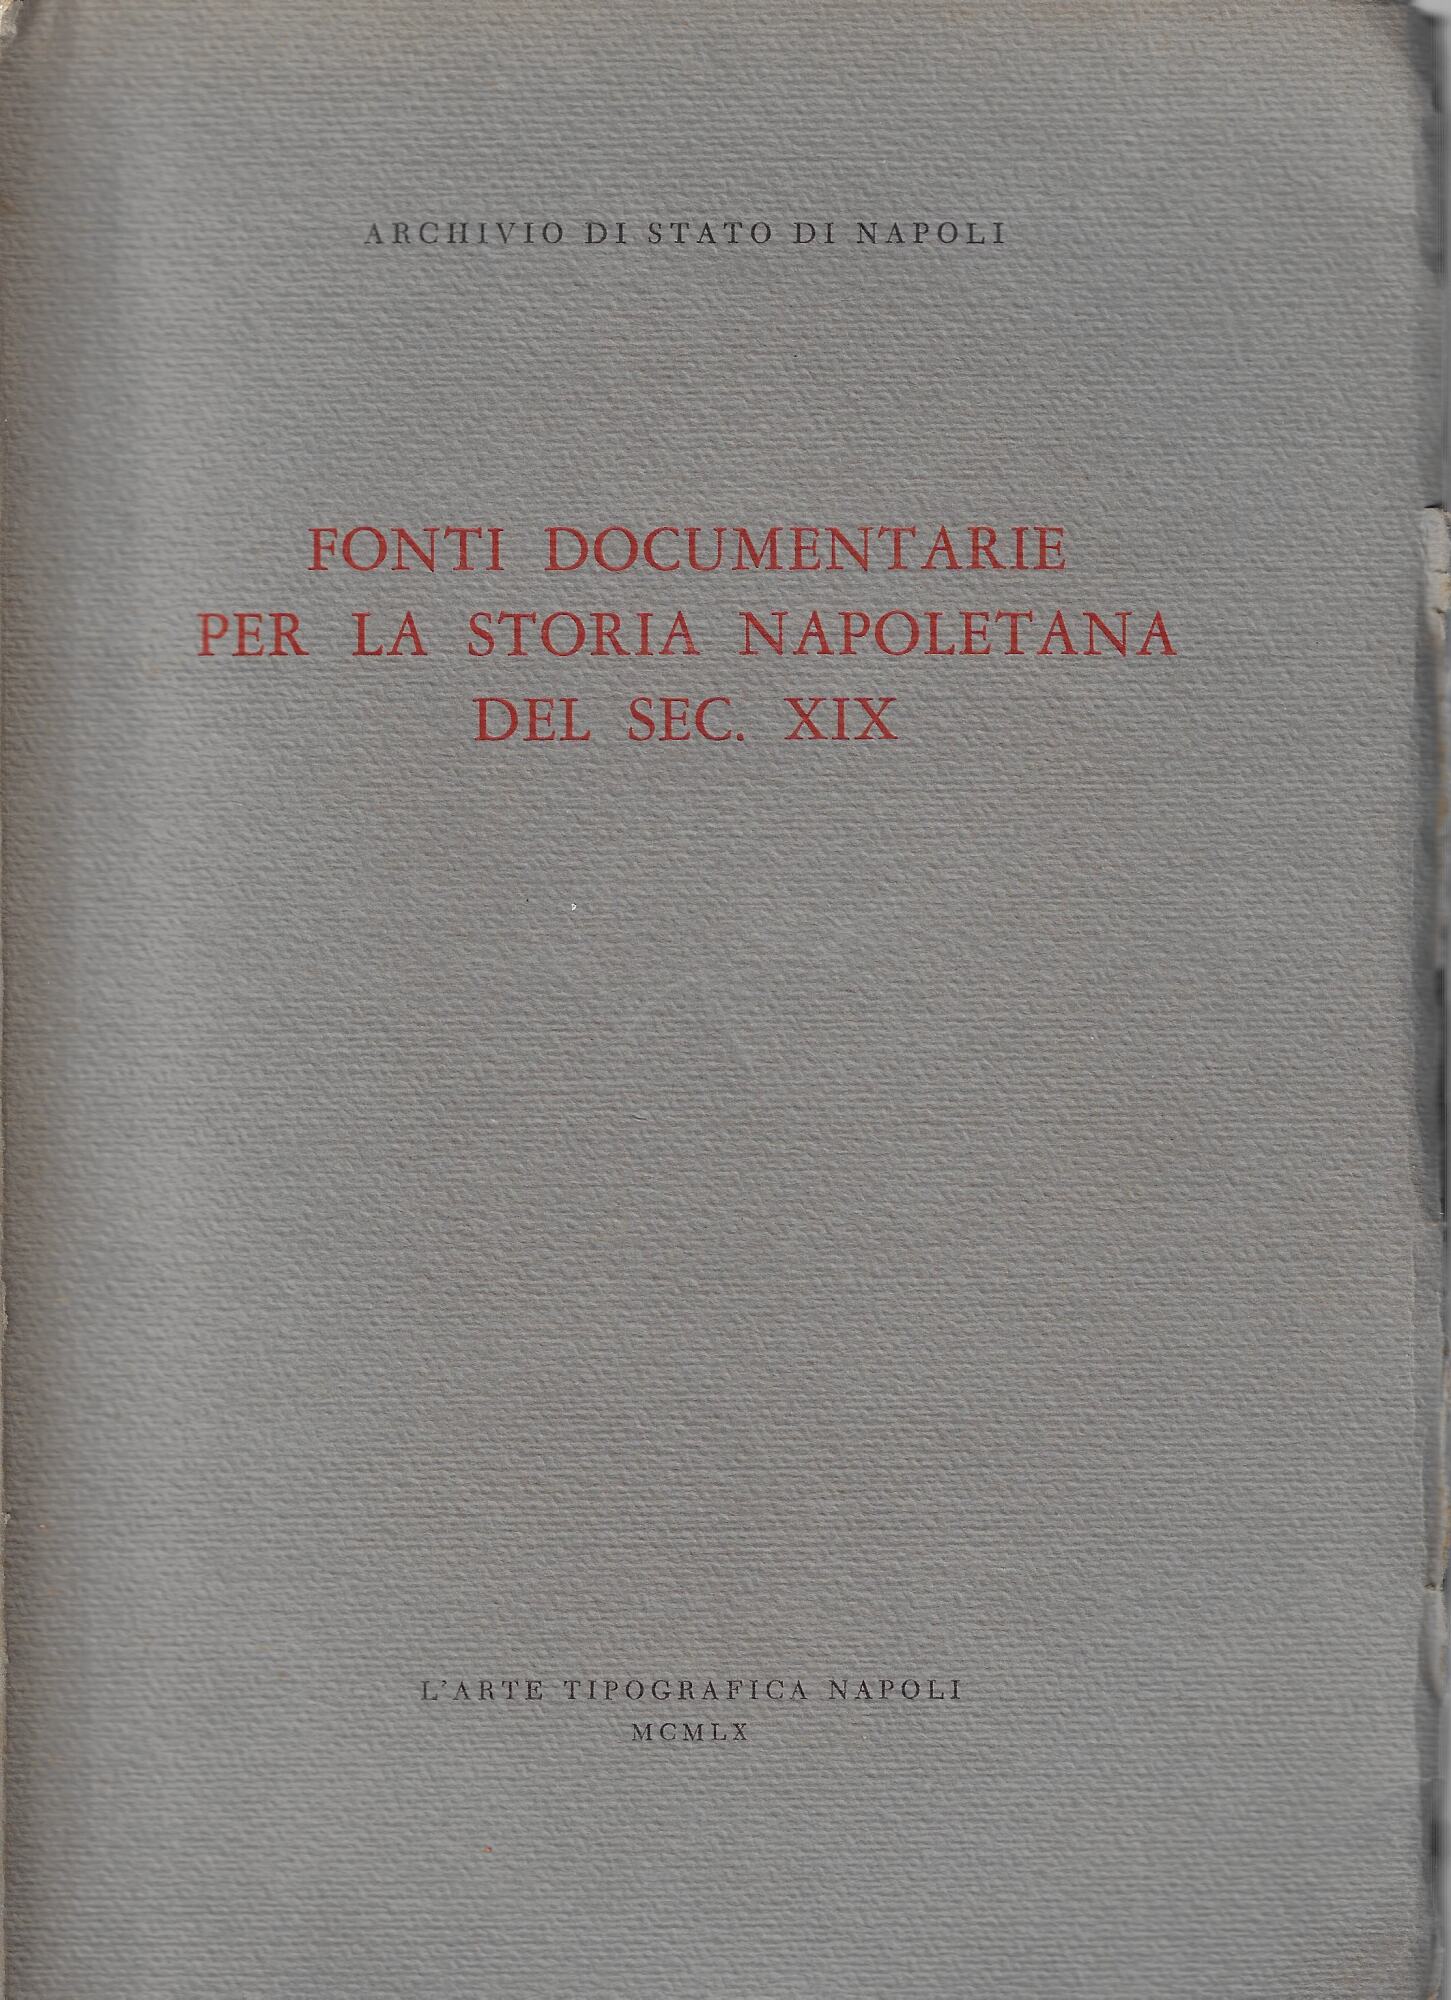 ARCHIVIO DI STATO DI NAPOLI
FONTI DOCUMENTARIE
PER LA STORIA NAPOLETANA
DEL SEC. XIX
L'ARTE TIPOGRAFICA NAPOLI
MCMLX